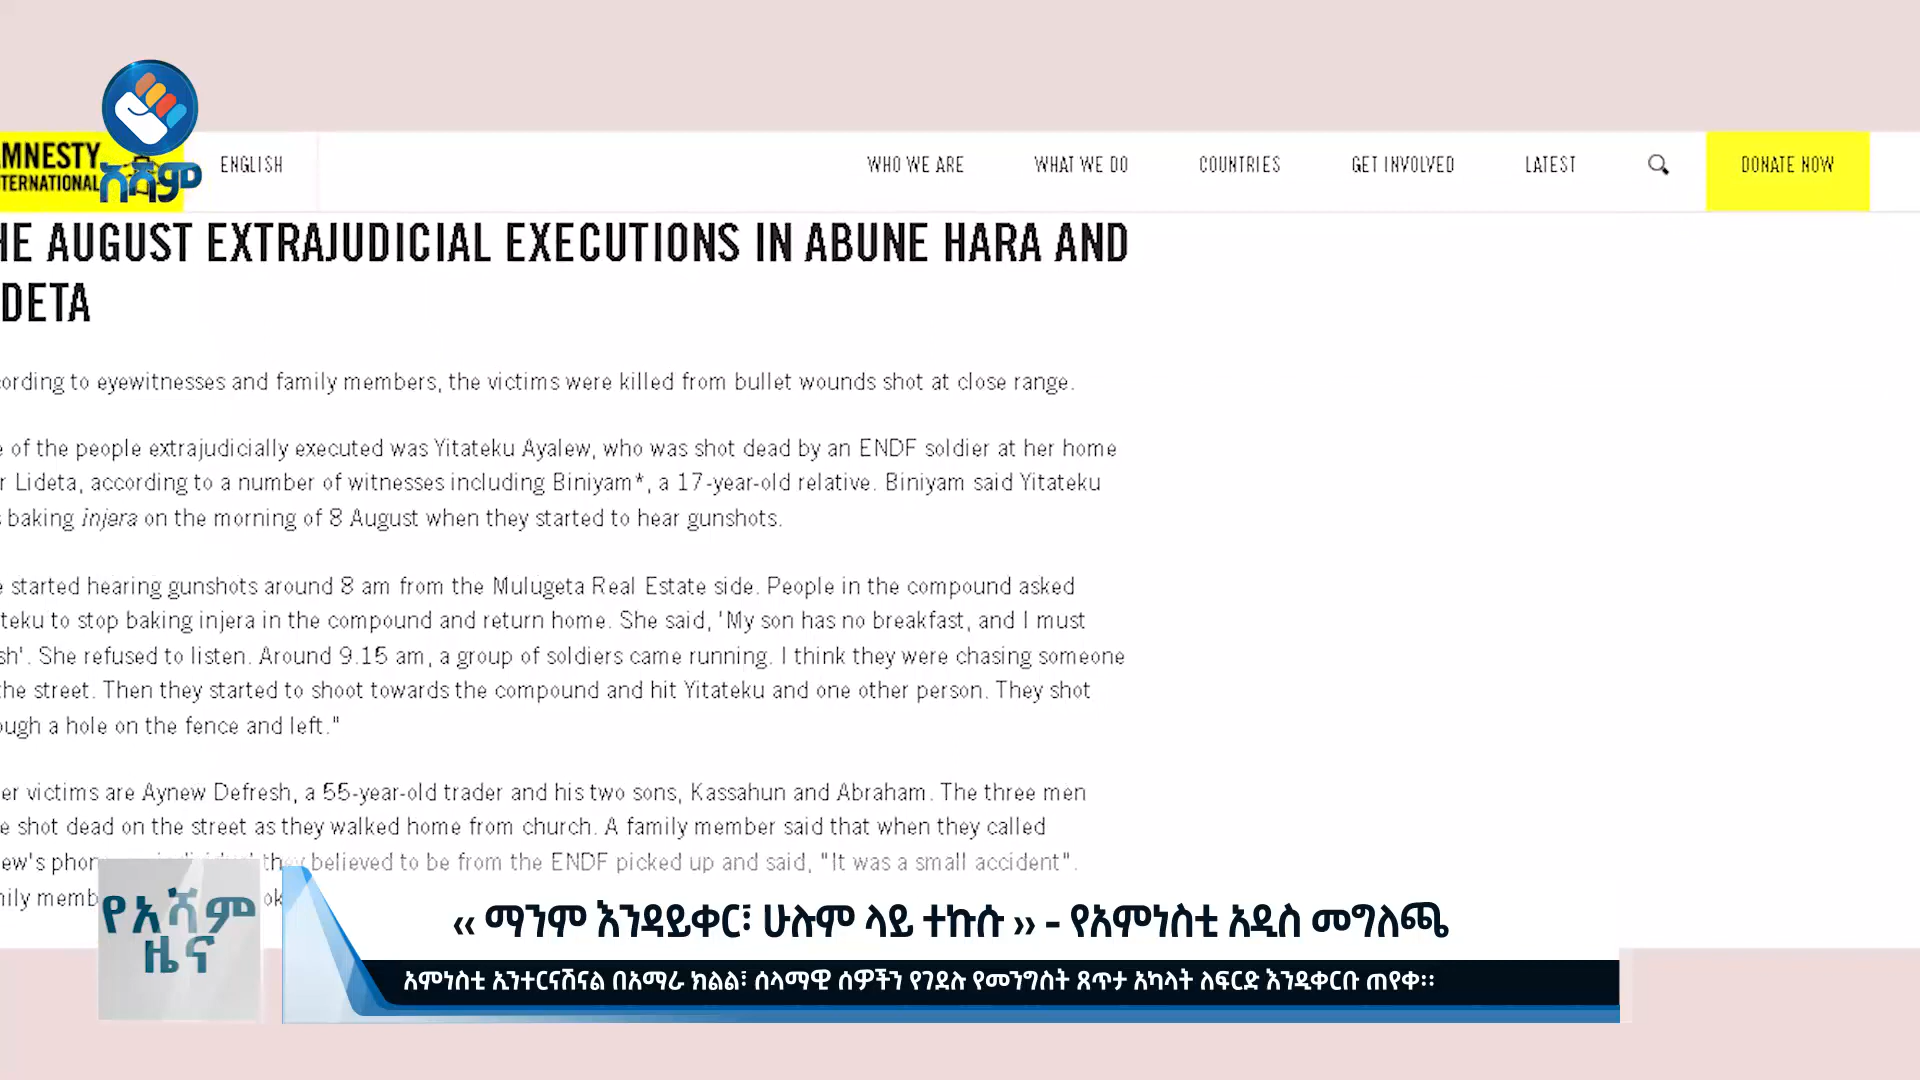 MNESTY
TERNATIONAL
አሻም
ENGLISH
WHO WE ARE
WHAT WE DO
COUNTRIES
GET INVOLVED
LATEST
DONATE NOW
HE AUGUST EXTRAJUDICIAL EXECUTIONS IN ABUNE HARA AND
DETA
ording to eyewitnesses and family members, the victims were killed from bullet wounds shot at close range.
e of the people extrajudicially executed was Yitateku Ayalew, who was shot dead by an ENDF soldier at her home
r Lideta, according to a number of witnesses including Biniyam*, a 17-year-old relative. Biniyam said Yitateku
s baking injera on the morning of 8 August when they started to hear gunshots.
e started hearing gunshots around 8 am from the Mulugeta Real Estate side. People in the compound asked
teku to stop baking injera in the compound and return home. She said, 'My son has no breakfast, and I must
sh'. She refused to listen. Around 9.15 am, a group of soldiers came running. I think they were chasing someone
he street. Then they started to shoot towards the compound and hit Yitateku and one other person. They shot
ough a hole on the fence and left."
er victims are Aynew Defresh, a 55-year-old trader and his two sons, Kassahun and Abraham. The three men
e shot dead on the street as they walked home from church. A family member said that when they called
ew's phon they believed to be from the ENDF picked up and said, "It was a small accident".
ily memb ok
የአሻም
ዜና
‹‹ ማንም እንዳይቀር፣ ሁሉም ላይ ተኩሱ ›› - የአምነስቲ አዲስ መግለጫ
አምነስቲ ኢንተርናሽናል በአማራ ክልል፣ ሰላማዊ ሰዎችን የገደሉ የመንግስት ጸጥታ አካላት ለፍርድ እንዲቀርቡ ጠየቀ፡፡